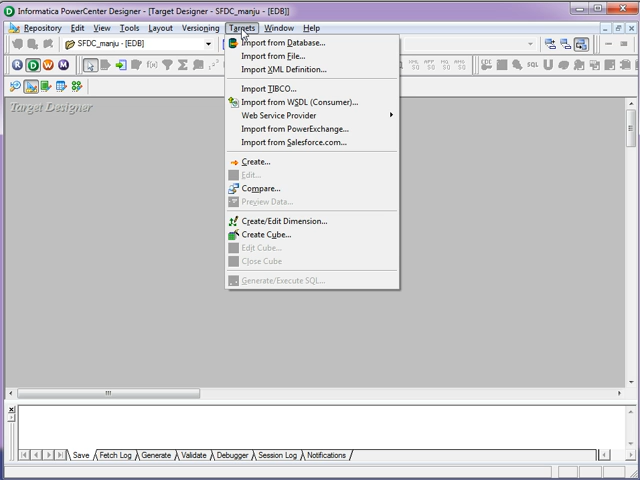 Informatica PowerCenter Designer - [Target Designer - SFDC_manju - [EDB]]
Repository Edit View Tools Layout Versioning Targets Window Help
SFDC_manju - [EDB]
Import from Database...
Import from File...
Import XML Definition...
Import TIBCO...
Import from WSDL (Consumer)...
Web Service Provider
Import from PowerExchange...
Import from Salesforce.com...
Create...
Edit...
Compare...
Preview Data...
Create/Edit Dimension...
Create Cube...
Edit Cube...
Close Cube
Generate/Execute SQL...
Target Designer
Save Fetch Log Generate Validate Debugger Session Log Notifications